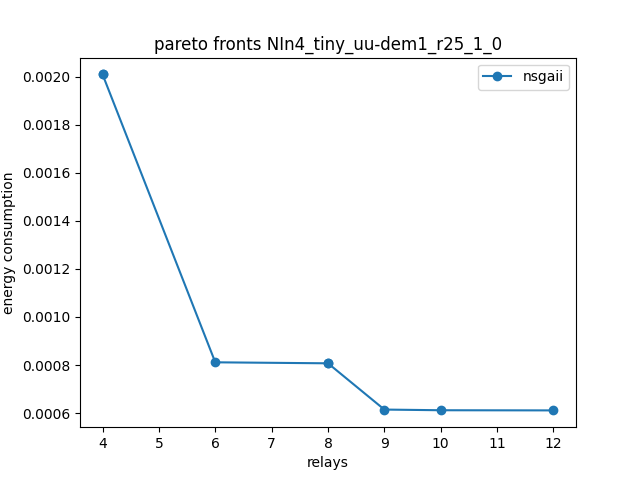 pareto fronts NIn4_tiny_uu-dem1_r25_1_0
nsgaii
0.0020
0.0018
0.0016
0.0014
0.0012
0.0010
0.0008
0.0006
energy consumption
4 5 6 7 8 9 10 11 12
relays